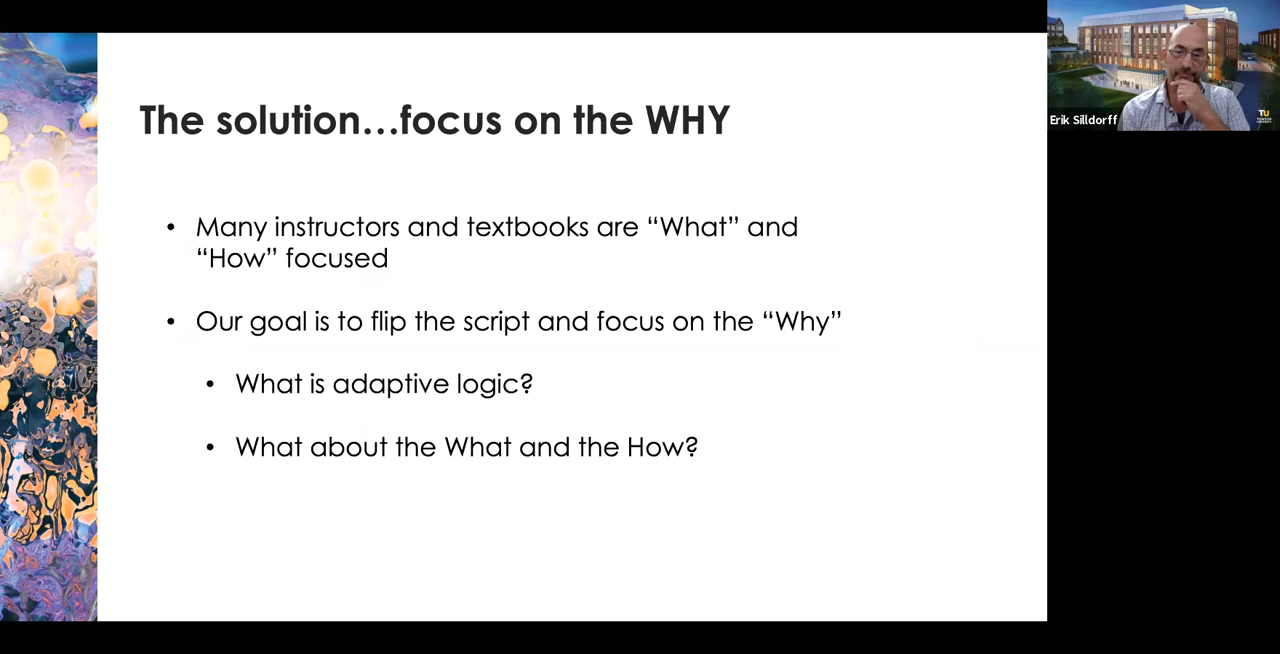 The solution…focus on the WHY
• Many instructors and textbooks are “What” and
“How” focused
• Our goal is to flip the script and focus on the “Why”
• What is adaptive logic?
• What about the What and the How?
Erik Silldorff
TU